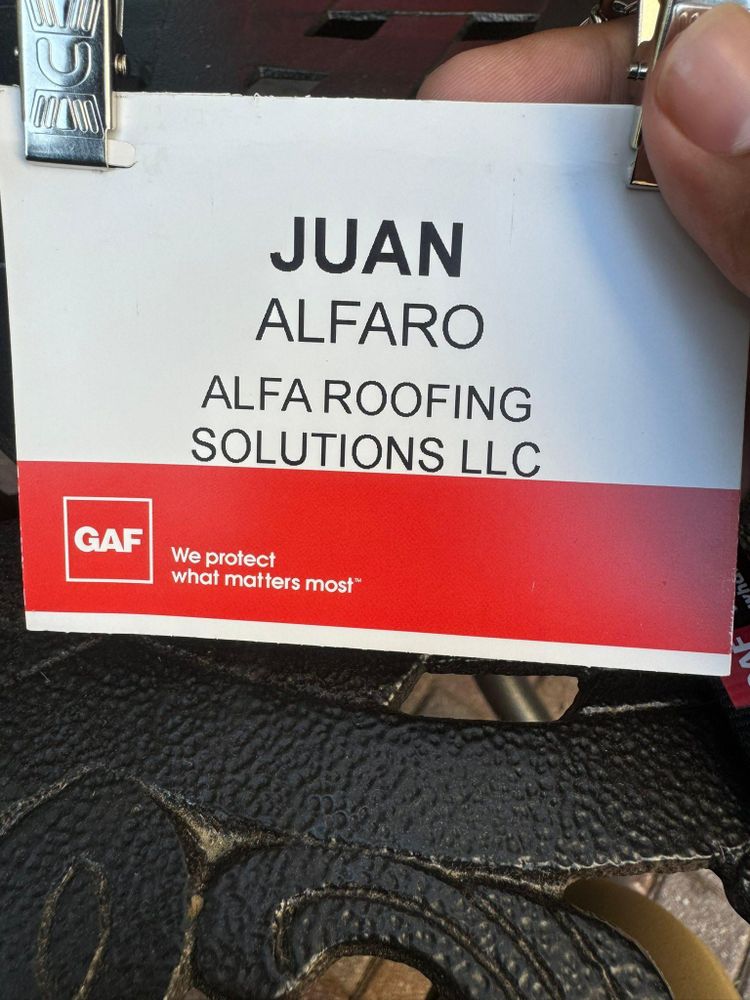 JUAN
ALFARO
ALFA ROOFING
SOLUTIONS LLC
GAF
We protect
what matters most™